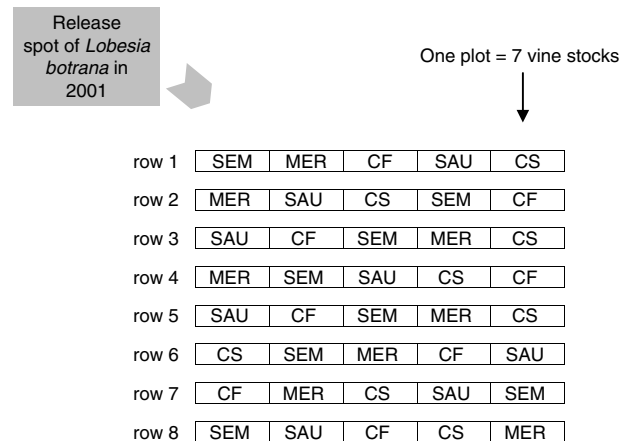 Release
spot of Lobesia
botrana in
2001
One plot = 7 vine stocks
row 1 SEM MER CF SAU CS
row 2 MER SAU CS SEM CF
row 3 SAU CF SEM MER CS
row 4 MER SEM SAU CS CF
row 5 SAU CF SEM MER CS
row 6 CS SEM MER CF SAU
row 7 CF MER CS SAU SEM
row 8 SEM SAU CF CS MER